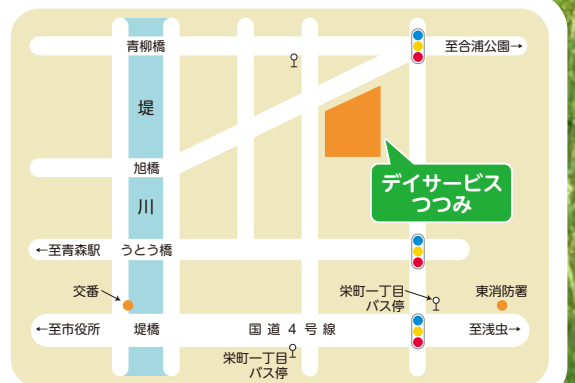 青柳橋
至合浦公園→
堤
川
旭橋
デイサービス
つつみ
←至青森駅
うとう橋
交番
栄町一丁目
バス停
東消防署
←至市役所
堤橋
国道4号線
至浅虫→
栄町一丁目
バス停